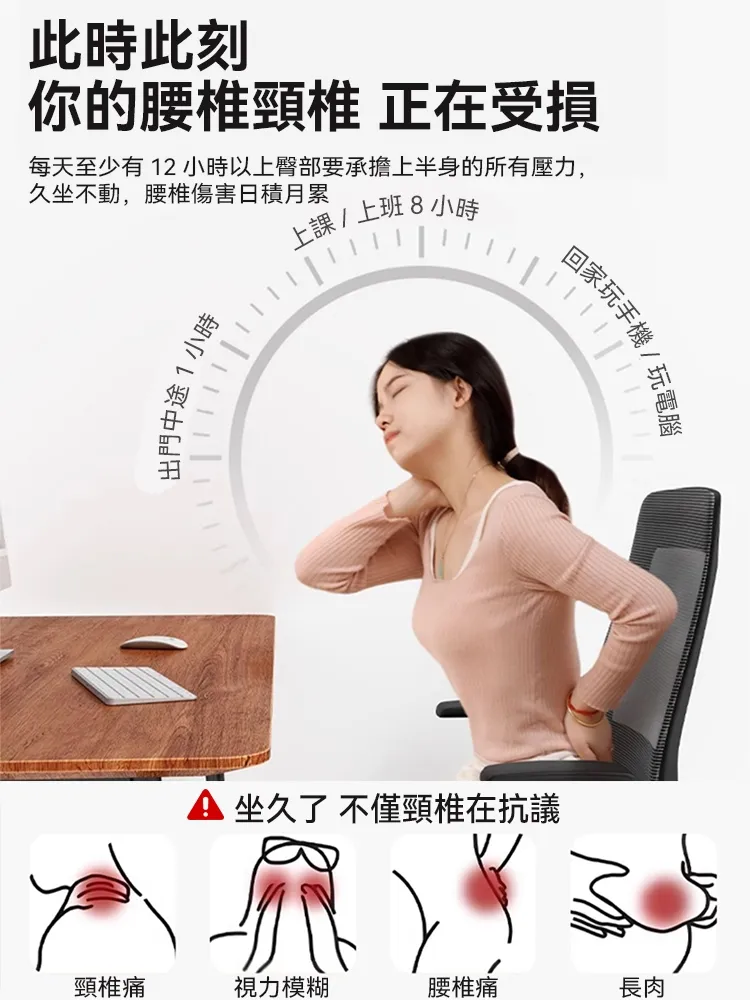 此時此刻
你的腰椎頸椎 正在受損
每天至少有 12 小時以上臀部要承擔上半身的所有壓力，
久坐不動，腰椎傷害日積月累
出門中途 1 小時
上課 / 上班 8 小時
回家玩手機 / 玩電腦
坐久了 不僅頸椎在抗議
頸椎痛
視力模糊
腰椎痛
長肉